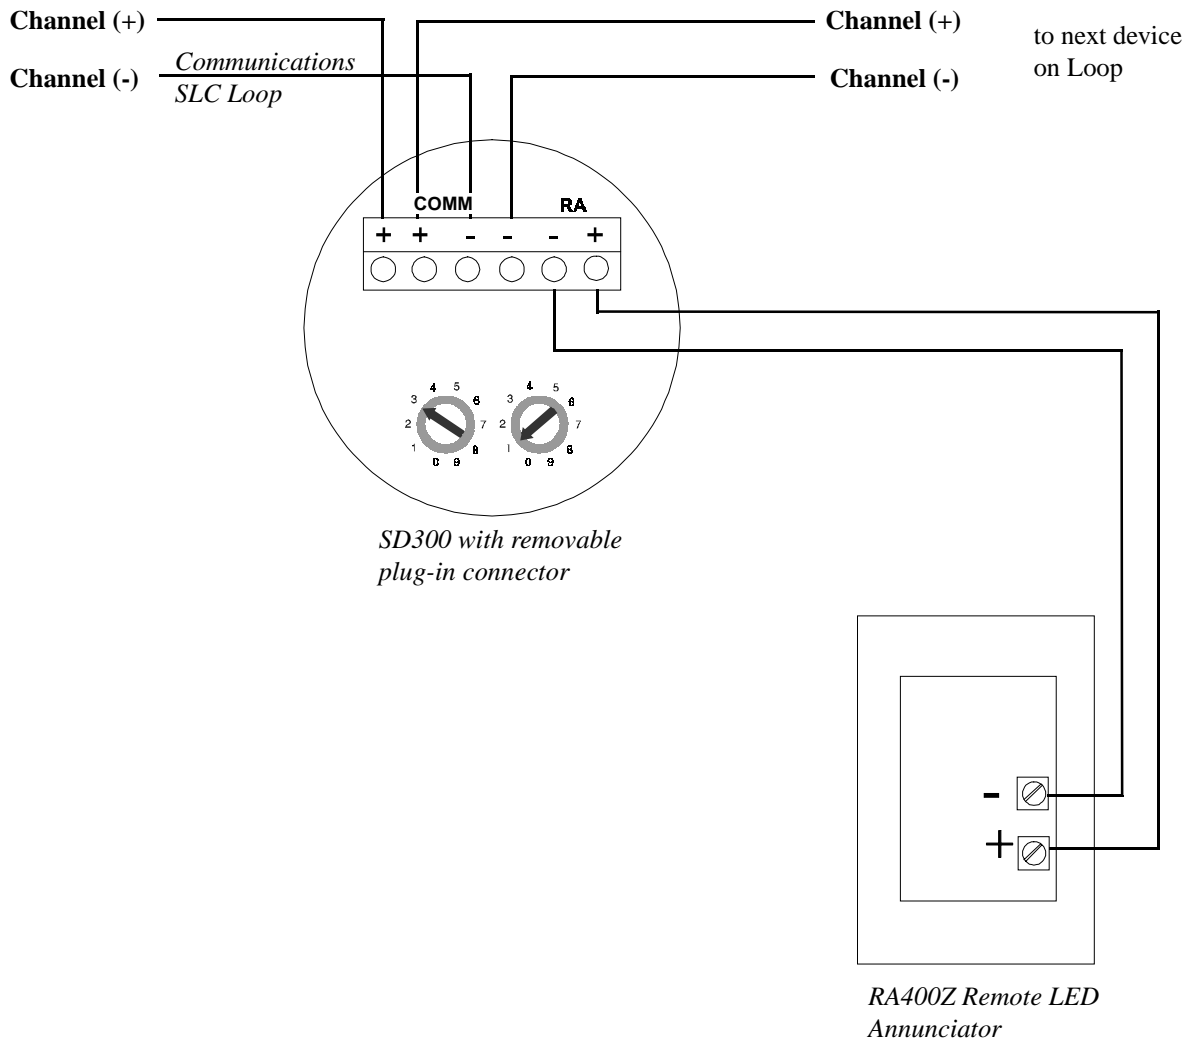 Channel (+)
Channel (+)
to next device
on Loop
Communications
SLC Loop
Channel (-)
Channel (-)
COMM
RA
+ + - - - +
4 5
3 6
2 7
1 8
0 9
4 5
3 6
2 7
1 8
0 9
SD300 with removable
plug-in connector
-
+
RA400Z Remote LED
Annunciator